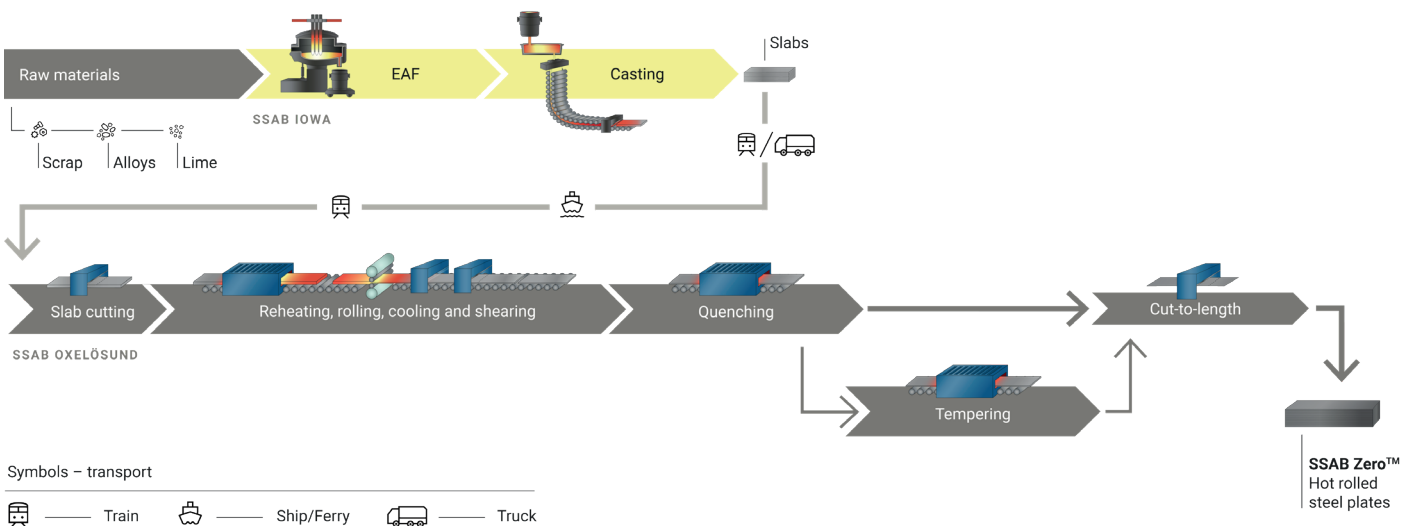 Slabs
Raw materials
EAF
Casting
SSAB IOWA
Scrap
Alloys
Lime
Slab cutting
Reheating, rolling, cooling and shearing
Quenching
Cut-to-length
SSAB OXELÖSUND
Tempering
SSAB Zero™
Hot rolled
steel plates
Symbols – transport
Train
Ship/Ferry
Truck